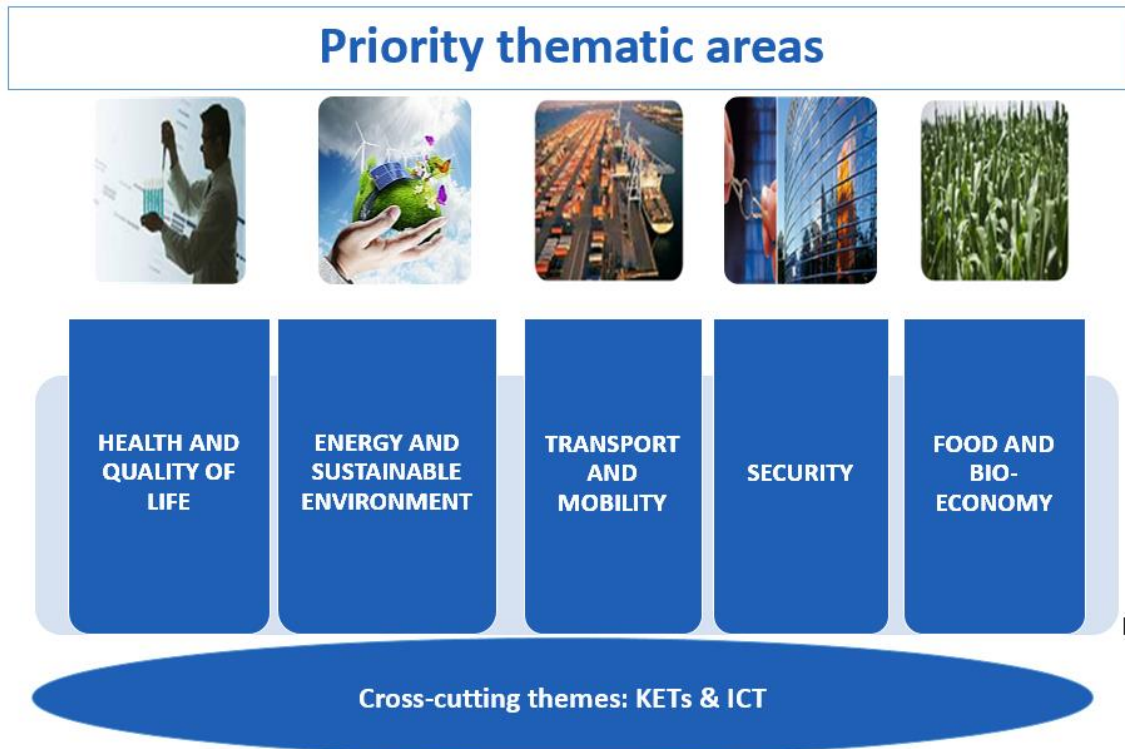 Priority thematic areas
HEALTH AND
QUALITY OF
LIFE
ENERGY AND
SUSTAINABLE
ENVIRONMENT
TRANSPORT
AND
MOBILITY
SECURITY
FOOD AND
BIO-
ECONOMY
Cross-cutting themes: KETs & ICT